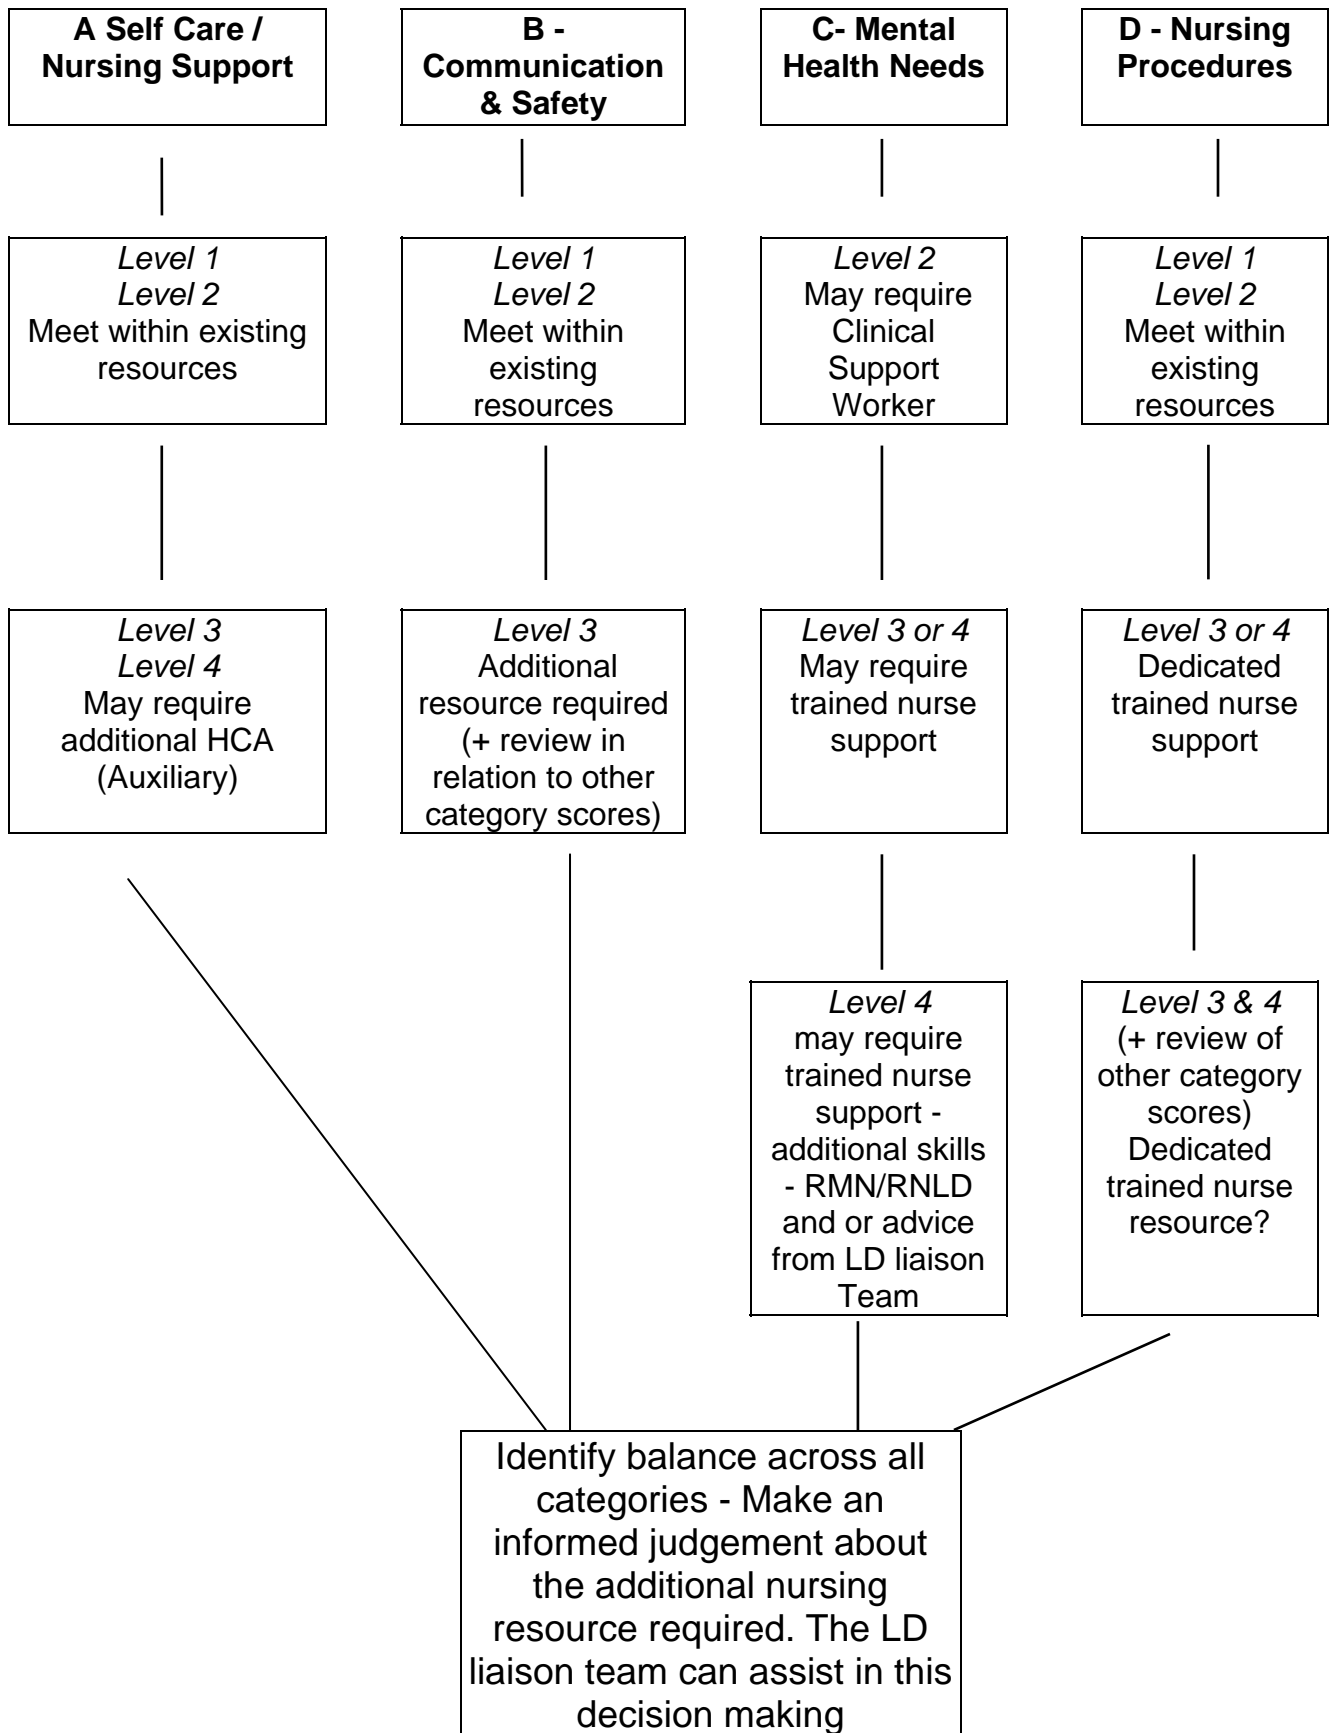 A Self Care /
Nursing Support
B -
Communication
& Safety
C- Mental
Health Needs
D - Nursing
Procedures
Level 1
Level 2
Meet within existing
resources
Level 1
Level 2
Meet within
existing
resources
Level 2
May require
Clinical
Support
Worker
Level 1
Level 2
Meet within
existing
resources
Level 3
Level 4
May require
additional HCA
(Auxiliary)
Level 3
Additional
resource required
(+ review in
relation to other
category scores)
Level 3 or 4
May require
trained nurse
support
Level 3 or 4
Dedicated
trained nurse
support
Level 4
may require
trained nurse
support -
additional skills
- RMN/RNLD
and or advice
from LD liaison
Team
Level 3 & 4
(+ review of
other category
scores)
Dedicated
trained nurse
resource?
Identify balance across all
categories - Make an
informed judgement about
the additional nursing
resource required. The LD
liaison team can assist in this
decision making